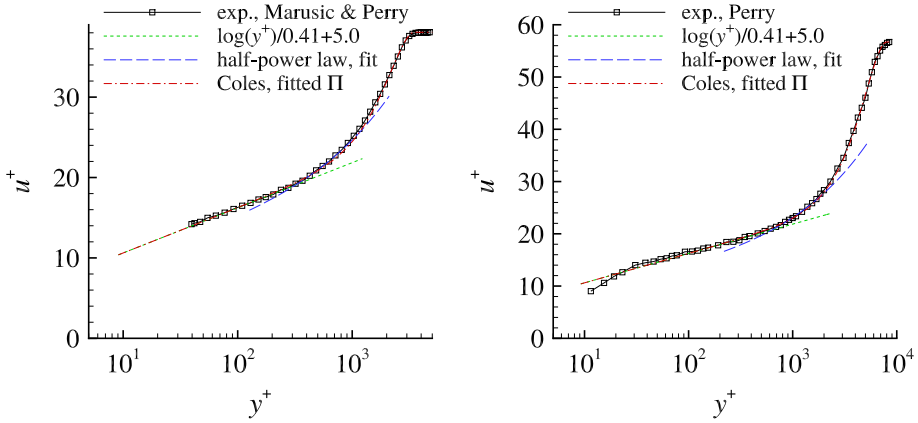 exp., Marusic & Perry
log(y⁺)/0.41+5.0
half-power law, fit
Coles, fitted Π
u⁺
30
20
10
0
10¹
10²
10³
y⁺
exp., Perry
log(y⁺)/0.41+5.0
half-power law, fit
Coles, fitted Π
u⁺
60
50
40
30
20
10
0
10¹
10²
10³
10⁴
y⁺